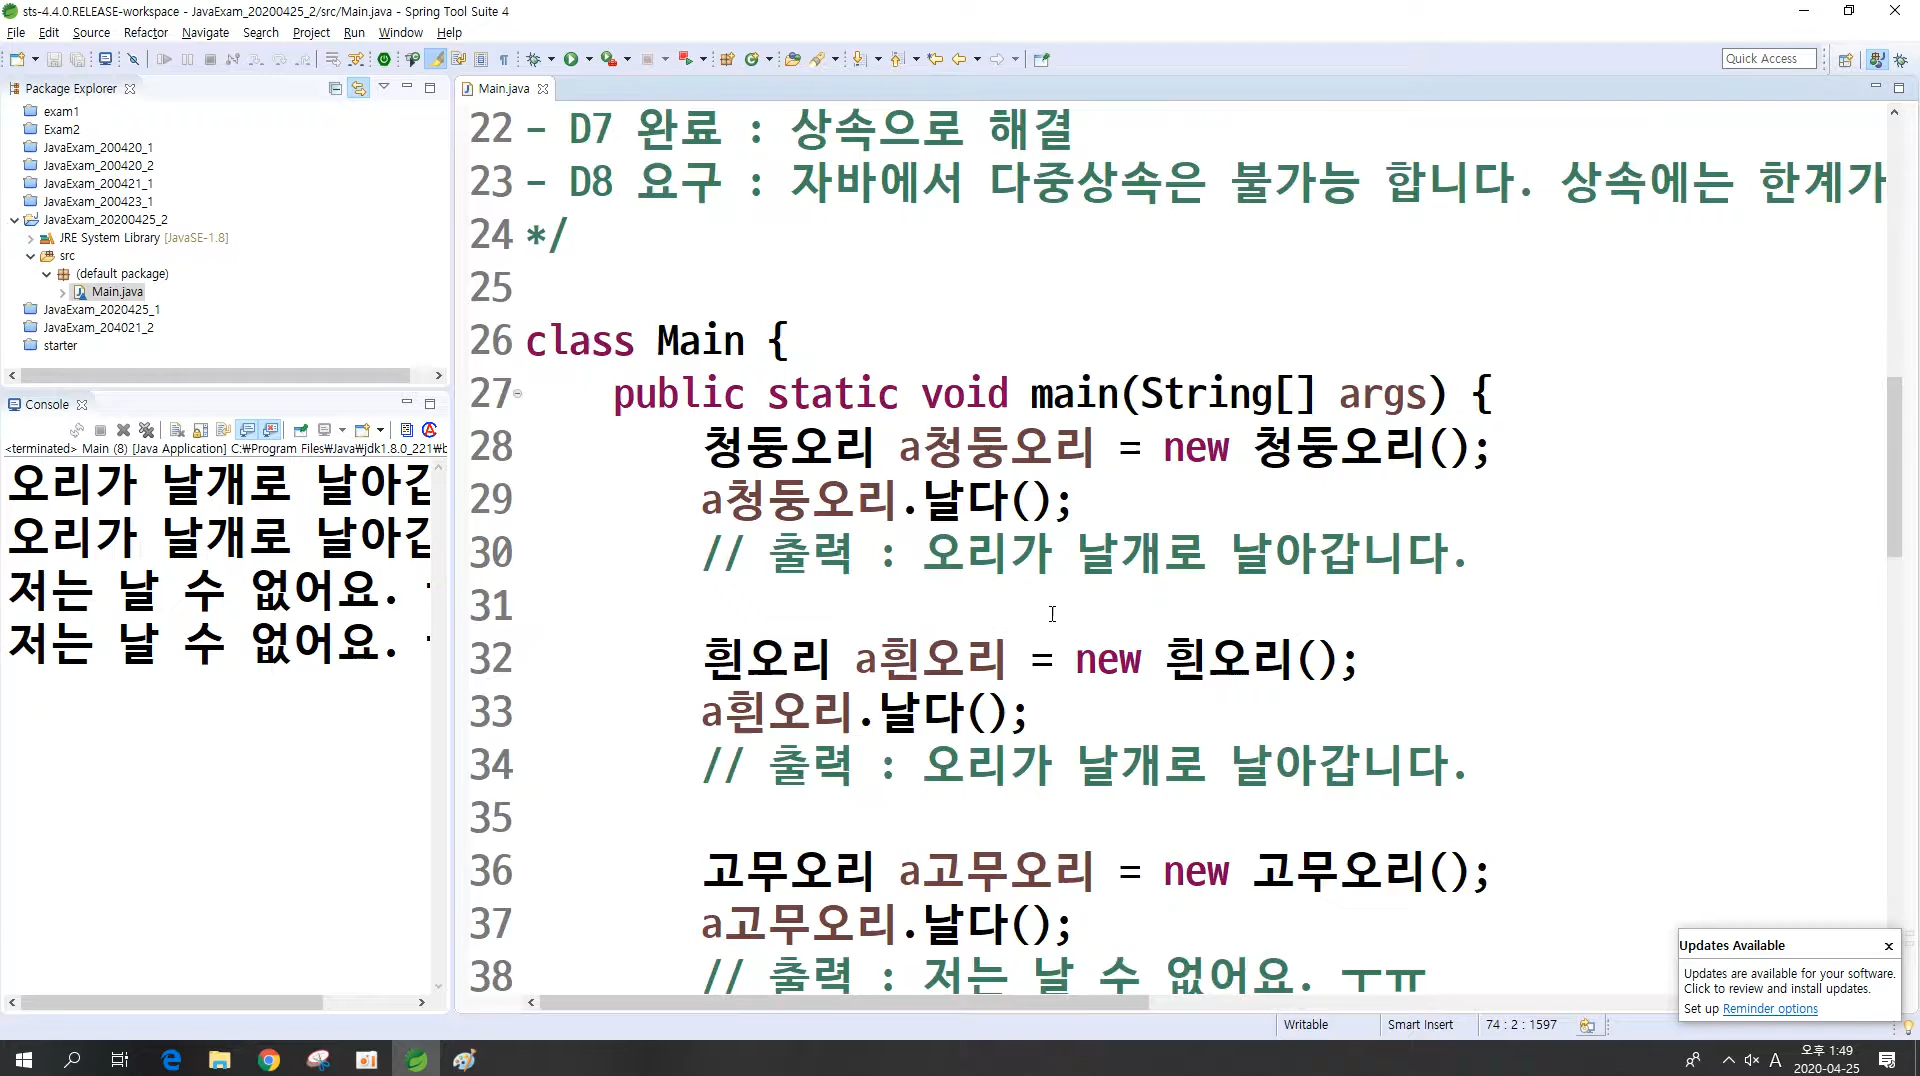 sts-4.4.0.RELEASE-workspace - JavaExam_20200425_2/src/Main.java - Spring Tool Suite 4
File Edit Source Refactor Navigate Search Project Run Window Help
Quick Access
Package Explorer
exam1
Exam2
JavaExam_200420_1
JavaExam_200420_2
JavaExam_200421_1
JavaExam_200423_1
JavaExam_20200425_2
JRE System Library [JavaSE-1.8]
src
(default package)
Main.java
JavaExam_2020425_1
JavaExam_204021_2
starter
Console
<terminated> Main (8) [Java Application] C:₩Program Files₩Java₩jdk1.8.0_221₩b
오리가 날개로 날아갑
오리가 날개로 날아갑
저는 날 수 없어요.
저는 날 수 없어요.
Main.java
22 - D7 완료 : 상속으로 해결
23 - D8 요구 : 자바에서 다중상속은 불가능 합니다. 상속에는 한계가
24 */
25
26 class Main {
27 public static void main(String[] args) {
28 청둥오리 a청둥오리 = new 청둥오리();
29 a청둥오리.날다();
30 // 출력 : 오리가 날개로 날아갑니다.
31
32 흰오리 a흰오리 = new 흰오리();
33 a흰오리.날다();
34 // 출력 : 오리가 날개로 날아갑니다.
35
36 고무오리 a고무오리 = new 고무오리();
37 a고무오리.날다();
38 // 출력 : 저는 날 수 없어요. ㅜㅠ
Updates Available
Updates are available for your software.
Click to review and install updates.
Set up Reminder options
Writable
Smart Insert
74 : 2 : 1597
A
오후 1:49
2020-04-25